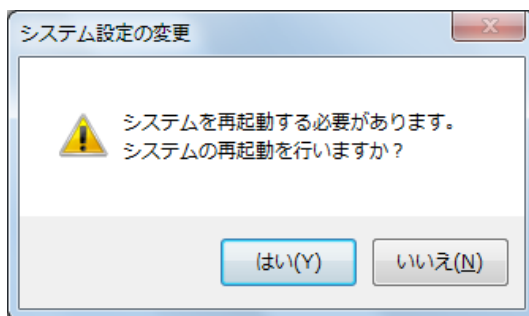 システム設定の変更
システムを再起動する必要があります。
システムの再起動を行いますか？
はい(Y)
いいえ(N)